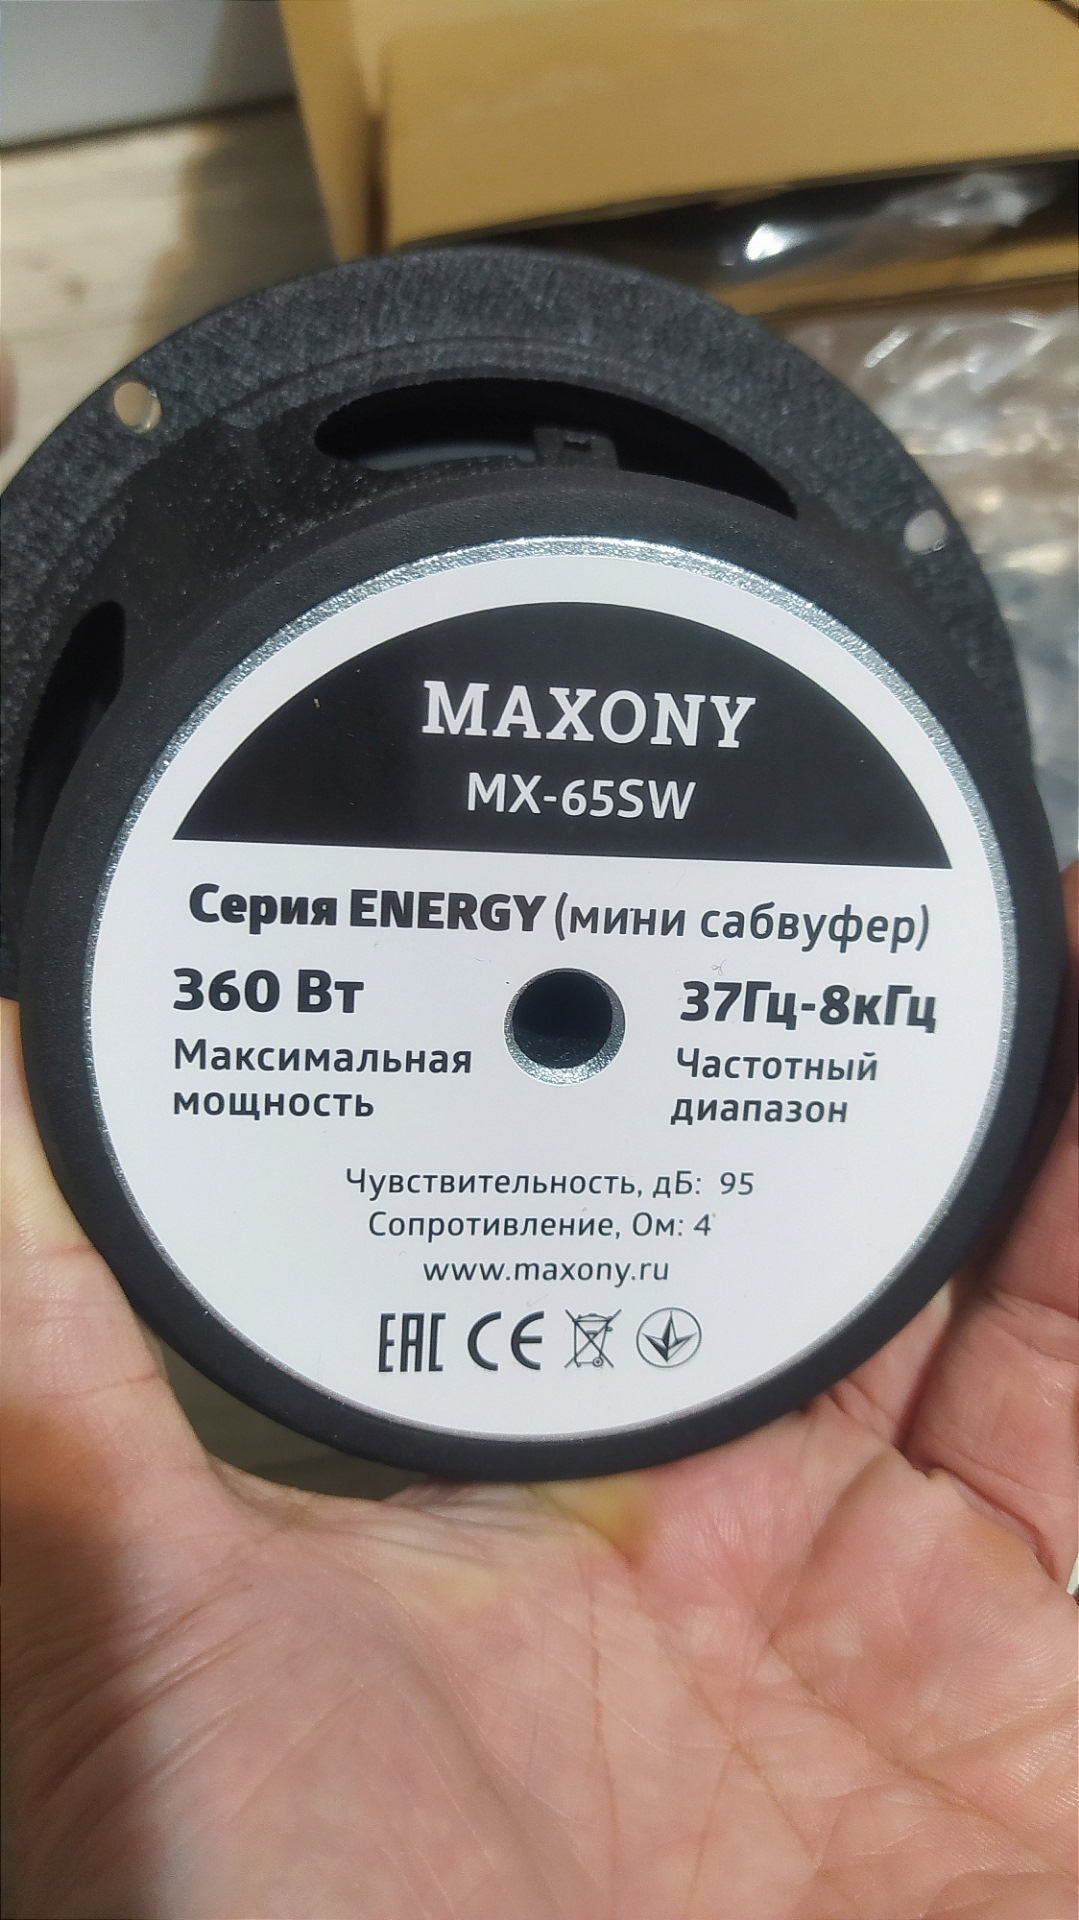 MAXONY
MX-65SW
Серия ENERGY (мини сабвуфер)
360 Вт
Максимальная
мощность
37Гц-8кГц
Частотный
диапазон
Чувствительность, дБ: 95
Сопротивление, Ом: 4
www.maxony.ru
EAC CE